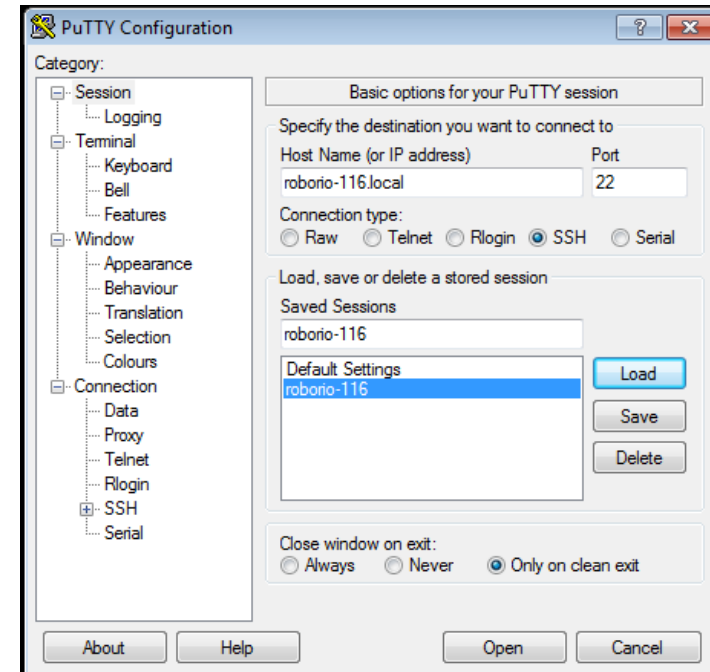 PuTTY Configuration
Category:
Session
Logging
Terminal
Keyboard
Bell
Features
Window
Appearance
Behaviour
Translation
Selection
Colours
Connection
Data
Proxy
Telnet
Rlogin
SSH
Serial
Basic options for your PuTTY session
Specify the destination you want to connect to
Host Name (or IP address) Port
roborio-116.local 22
Connection type:
Raw Telnet Rlogin SSH Serial
Load, save or delete a stored session
Saved Sessions
roborio-116
Default Settings
roborio-116
Load
Save
Delete
Close window on exit:
Always Never Only on clean exit
About Help Open Cancel